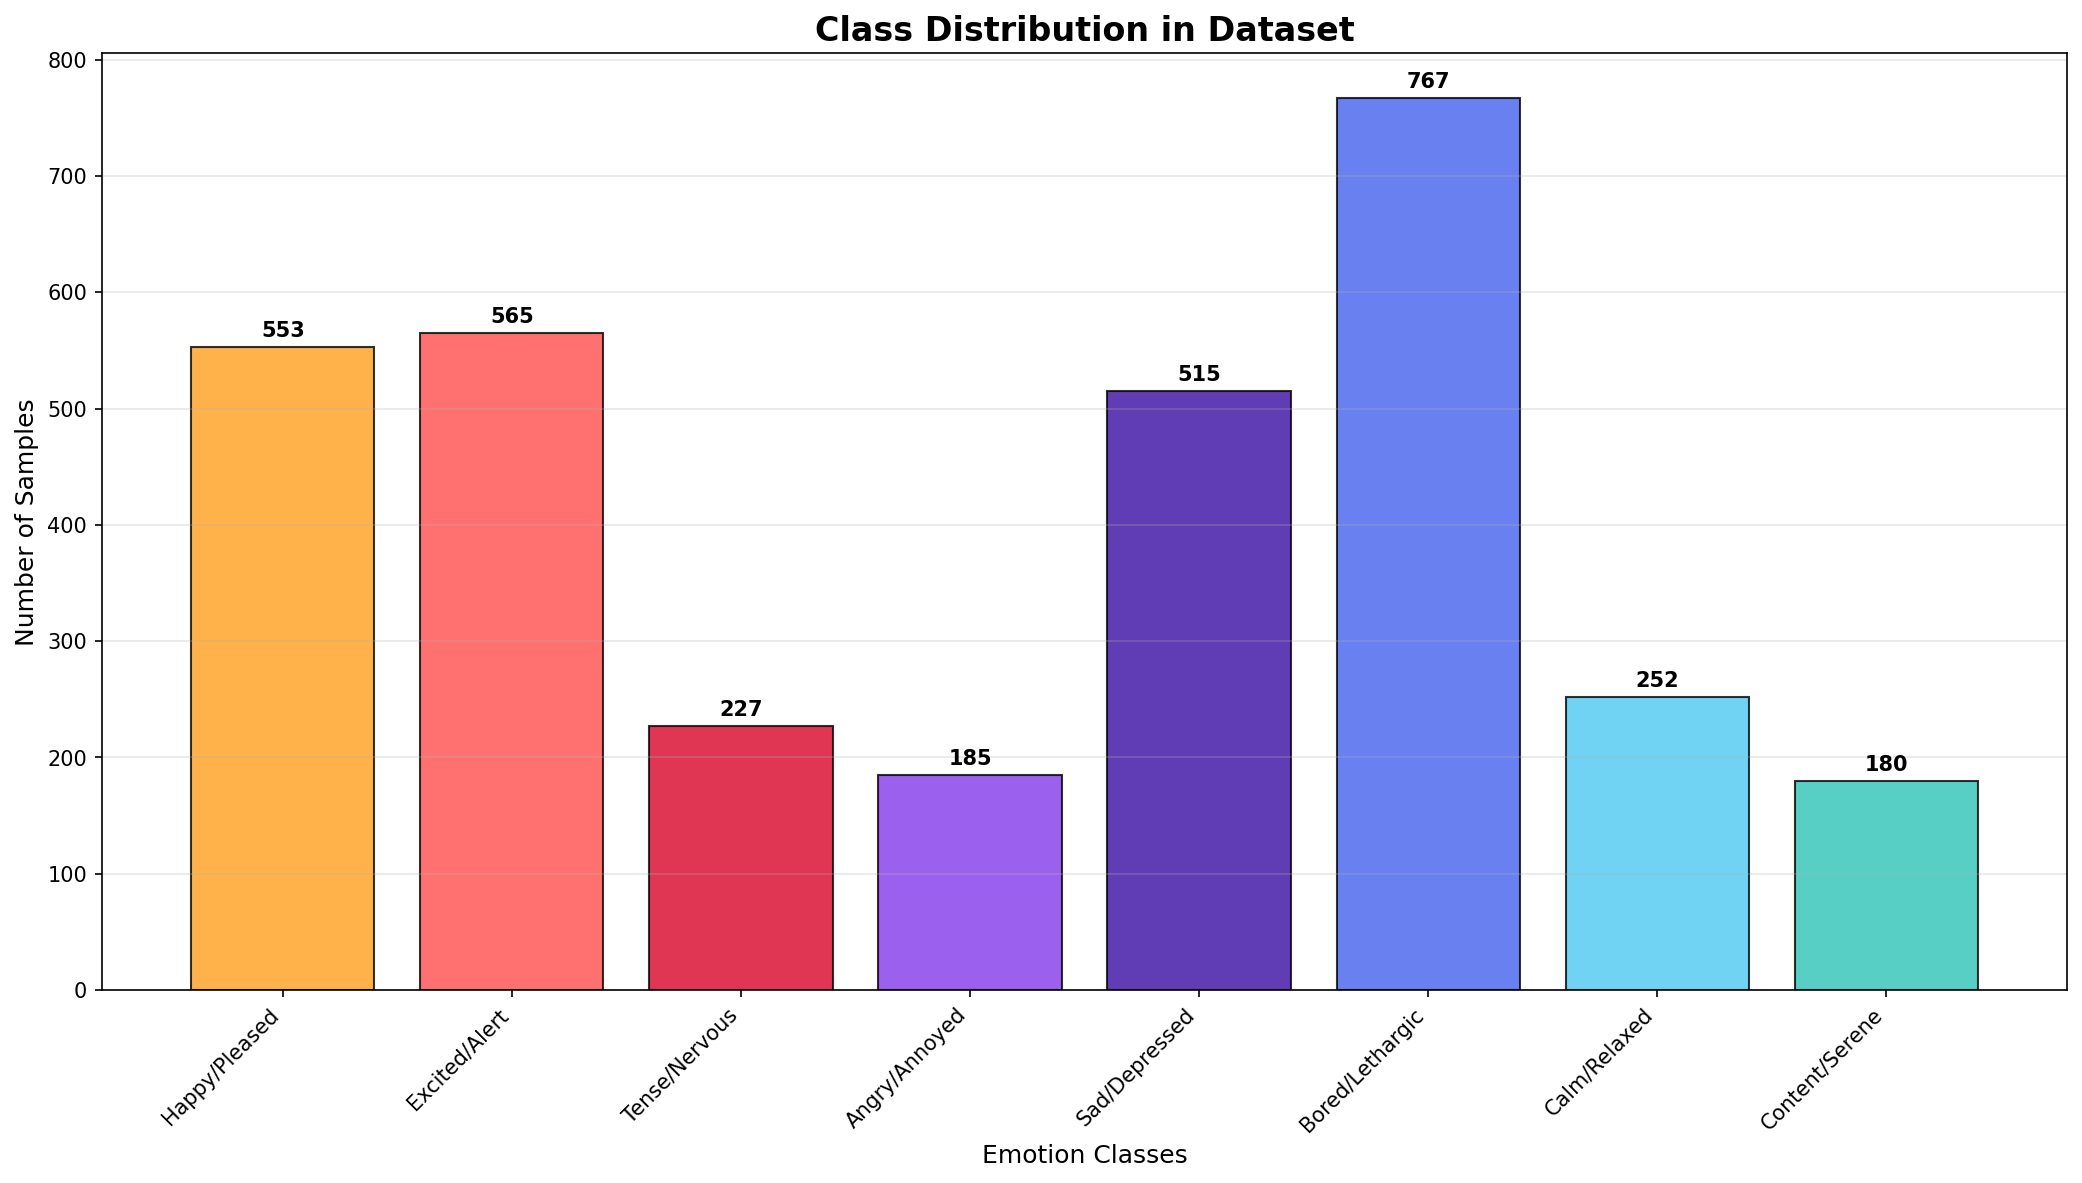 Class Distribution in Dataset
Number of Samples
800
700
600
500
400
300
200
100
0
553
565
227
185
515
767
252
180
Happy/Pleased
Excited/Alert
Tense/Nervous
Angry/Annoyed
Sad/Depressed
Bored/Lethargic
Calm/Relaxed
Content/Serene
Emotion Classes